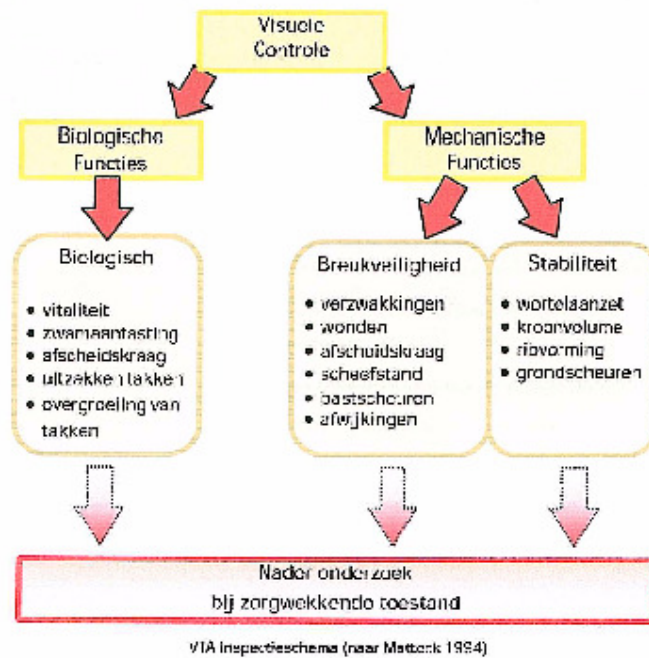 Visuele
Controle
Biologische
Functies
Mechanische
Functies
Biologisch
• vitaliteit
• zwamaantasting
• afscheidskraag
• uitzakken takken
• overgroeiing van
takken
Breukveiligheid
• verzwakkingen
• wonden
• afscheidskraag
• scheefstand
• bastscheuren
• afwijkingen
Stabiliteit
• wortelaanzet
• kroonvolume
• ribvorming
• grondscheuren
Nader onderzoek
bij zorgwekkende toestand
VTA inspectieschema (naar Matteck 1994)